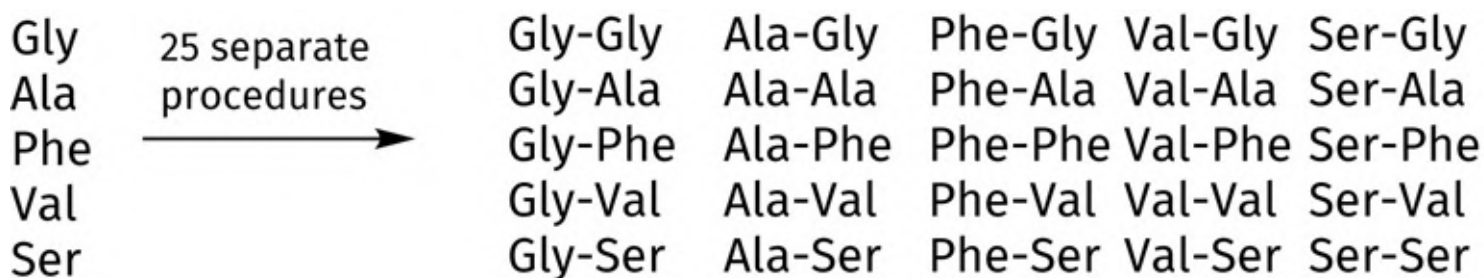 Gly
Ala
Phe
Val
Ser
25 separate
procedures
Gly-Gly Ala-Gly Phe-Gly Val-Gly Ser-Gly
Gly-Ala Ala-Ala Phe-Ala Val-Ala Ser-Ala
Gly-Phe Ala-Phe Phe-Phe Val-Phe Ser-Phe
Gly-Val Ala-Val Phe-Val Val-Val Ser-Val
Gly-Ser Ala-Ser Phe-Ser Val-Ser Ser-Ser